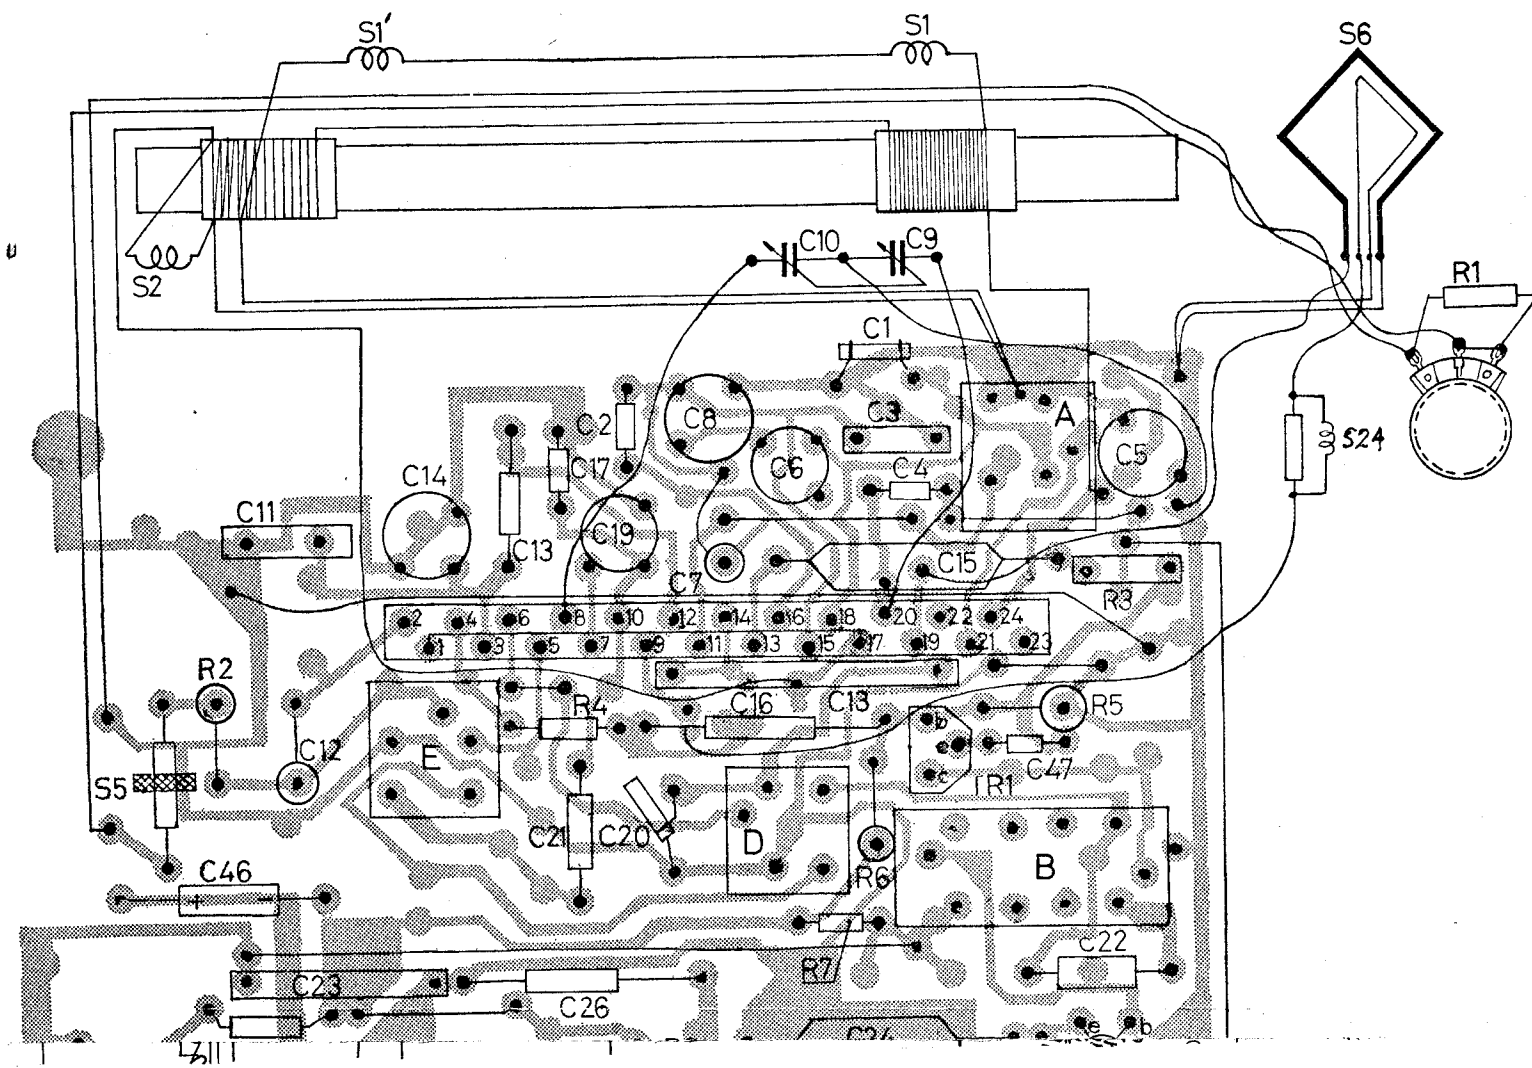 S1' S1 S6
S2 C10 C9 R1
C1
C2 C8 C3 A
C14 C17 C6 C4 C5 S24
C11 C13 C19 C7 C15 R3
2 4 6 8 10 12 14 16 18 20 22 24
1 3 5 7 9 11 13 15 17 19 21 23
R2 R4 C16 C13 b R5
S5 C12 E e C47
c TR1
C21 C20 D B
R6
C46
+ -
C22
C23 R7
C26
C24 e b